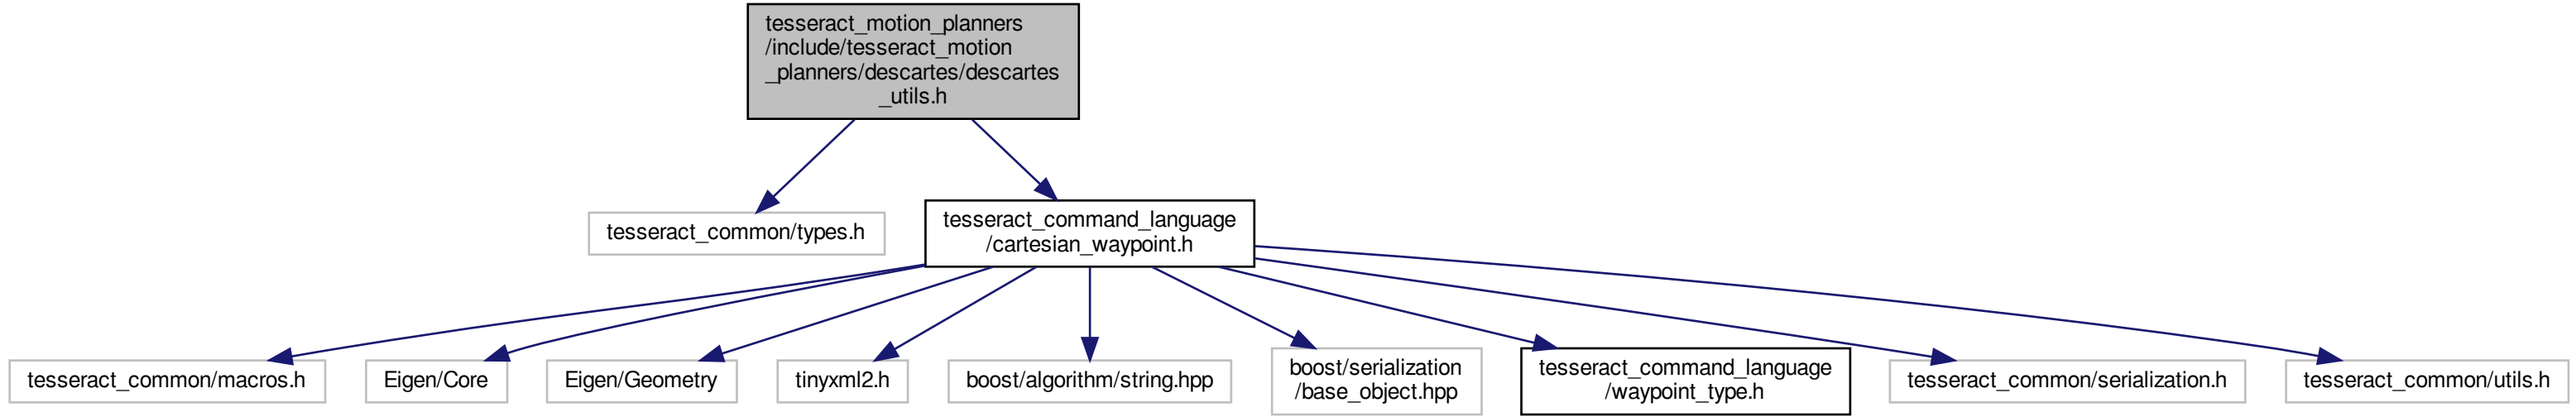 tesseract_motion_planners
/include/tesseract_motion
_planners/descartes/descartes
_utils.h
tesseract_common/types.h
tesseract_command_language
/cartesian_waypoint.h
tesseract_common/macros.h
Eigen/Core
Eigen/Geometry
tinyxml2.h
boost/algorithm/string.hpp
boost/serialization
/base_object.hpp
tesseract_command_language
/waypoint_type.h
tesseract_common/serialization.h
tesseract_common/utils.h